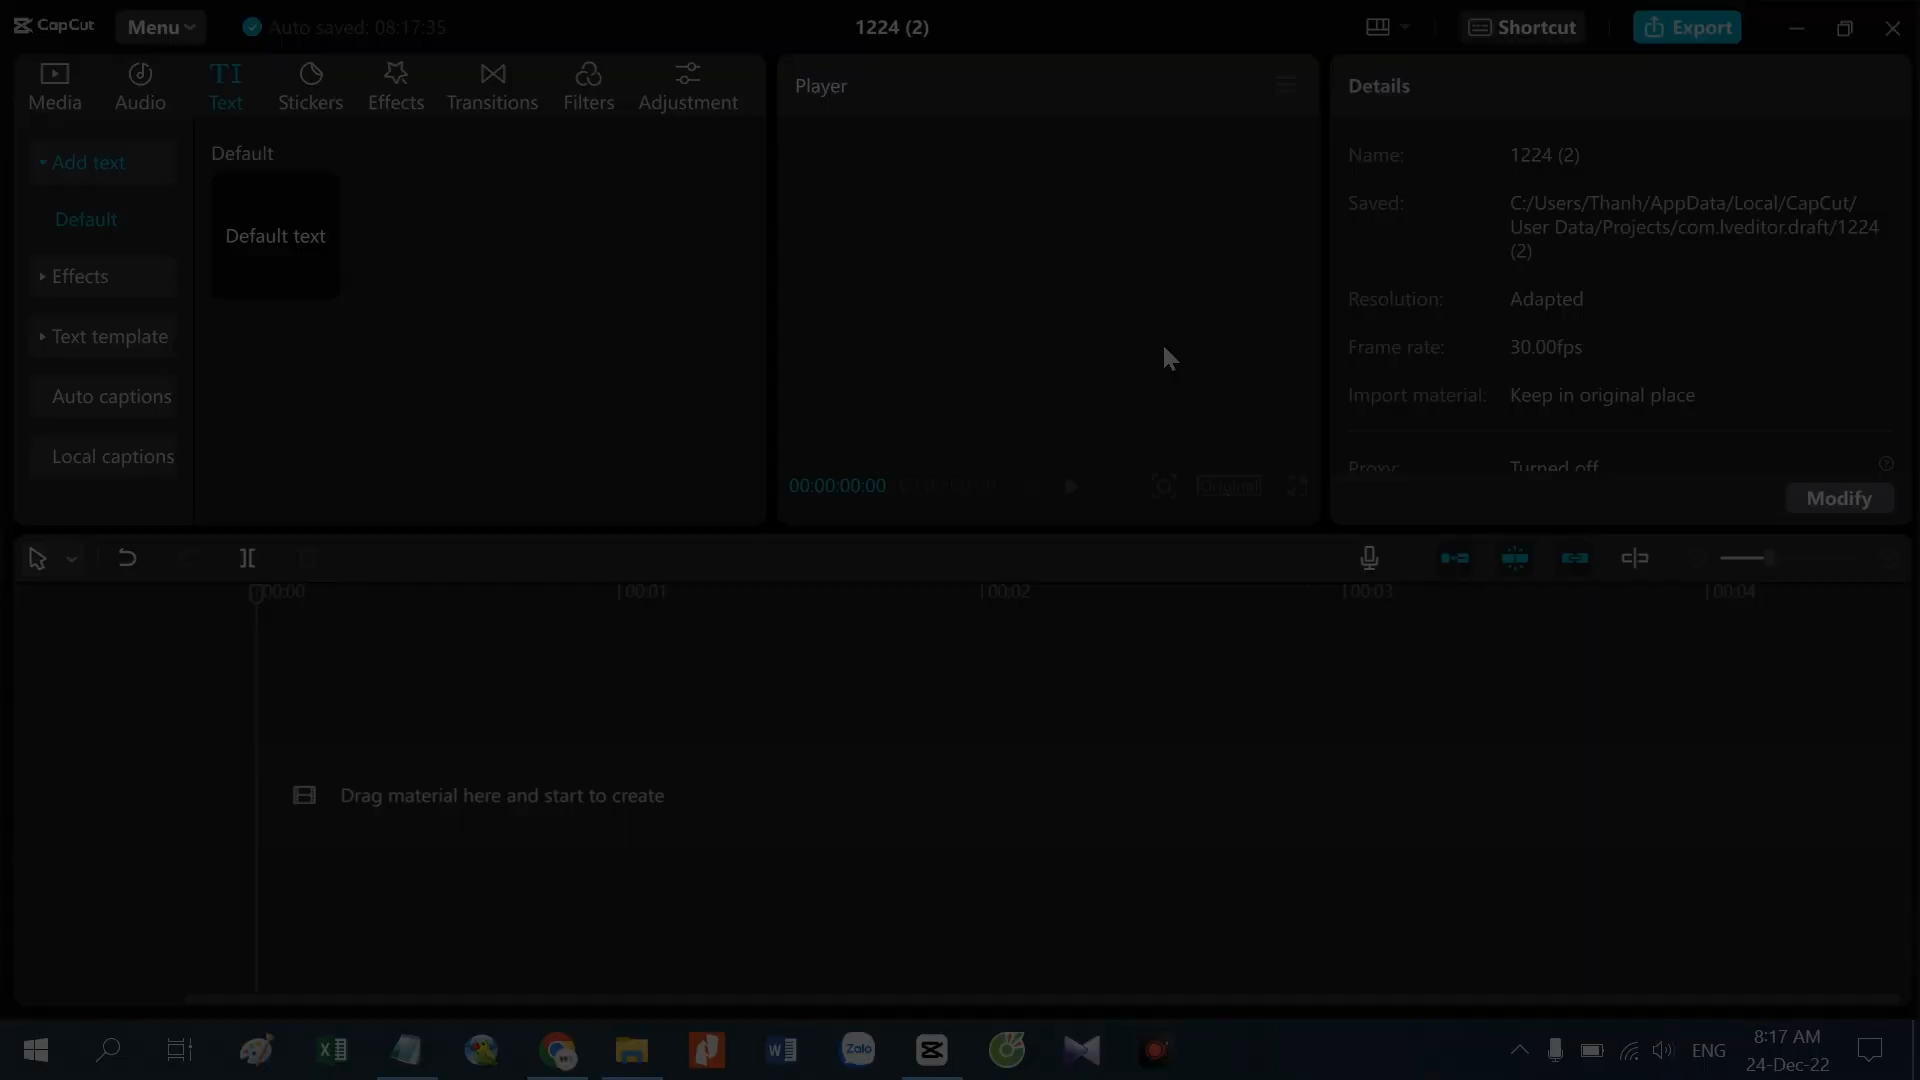 CapCut
Menu
Auto saved: 08:17:35
1224 (2)
Shortcut
Export
Media
Audio
TI
Text
Stickers
Effects
Transitions
Filters
Adjustment
Player
Details
Add text
Default
Effects
Text template
Auto captions
Local captions
Default
Default text
00:00:00:00
Original
Name:
1224 (2)
Saved:
C:/Users/Thanh/AppData/Local/CapCut/
User Data/Projects/com.lveditor.draft/1224
(2)
Resolution:
Adapted
Frame rate:
30.00fps
Import material:
Keep in original place
Proxy:
Turned off
Modify
00:00
00:01
00:02
00:03
00:04
Drag material here and start to create
Zalo
ENG
8:17 AM
24-Dec-22